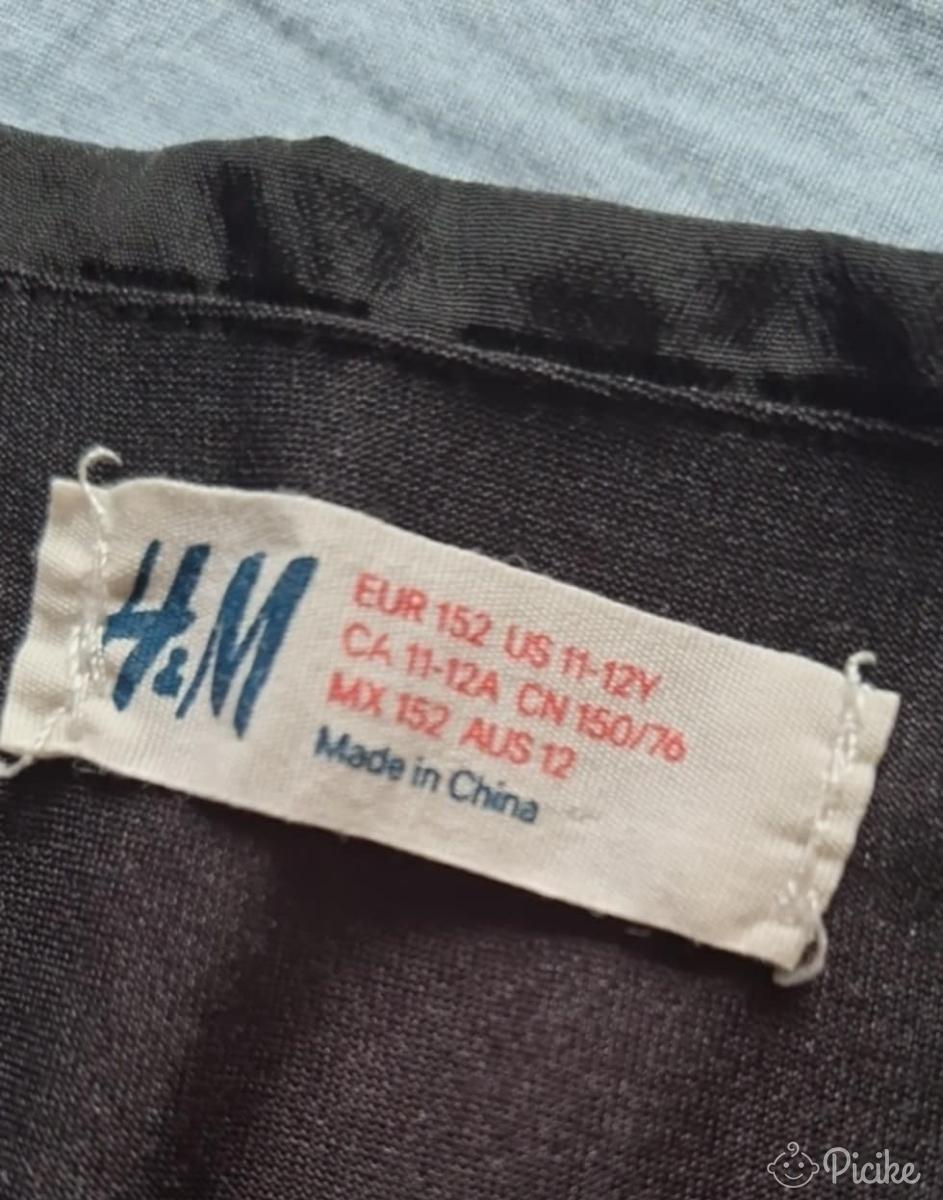 H&M
EUR 152 US 11-12Y
CA 11-12A CN 150/76
MX 152 AUS 12
Made in China
Picike